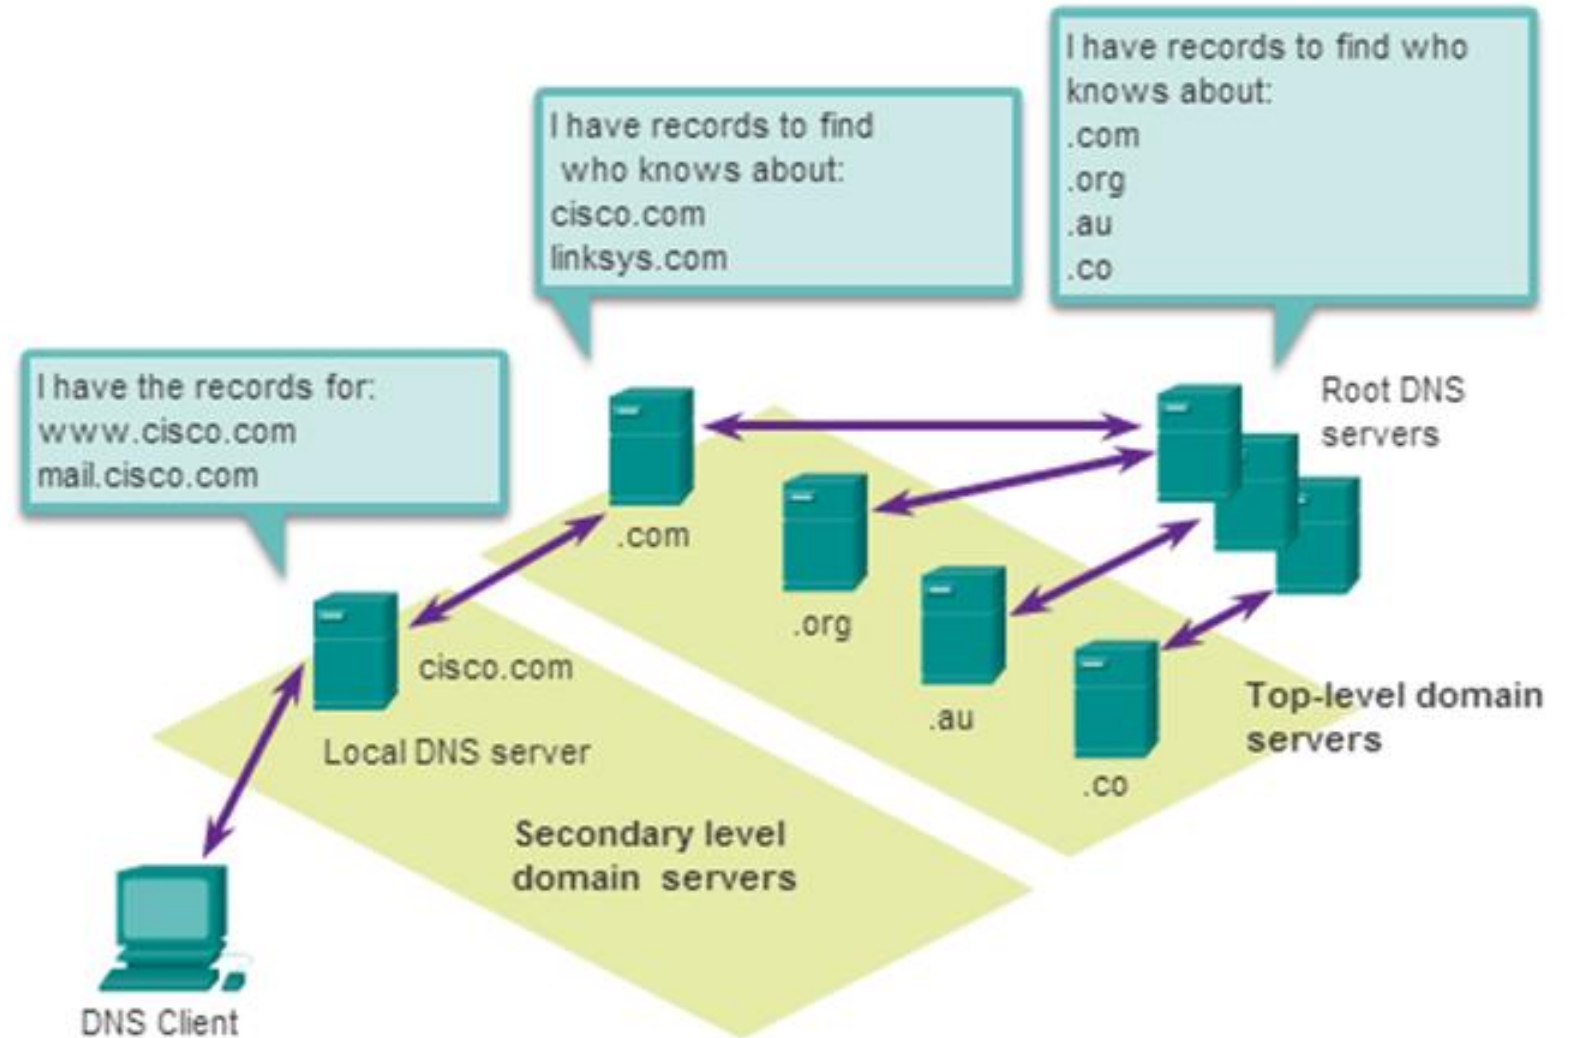 I have records to find who
knows about:
.com
.org
.au
.co
I have records to find
who knows about:
cisco.com
linksys.com
I have the records for:
www.cisco.com
mail.cisco.com
Root DNS
servers
.com
.org
.au
.co
cisco.com
Local DNS server
Top-level domain
servers
Secondary level
domain servers
DNS Client